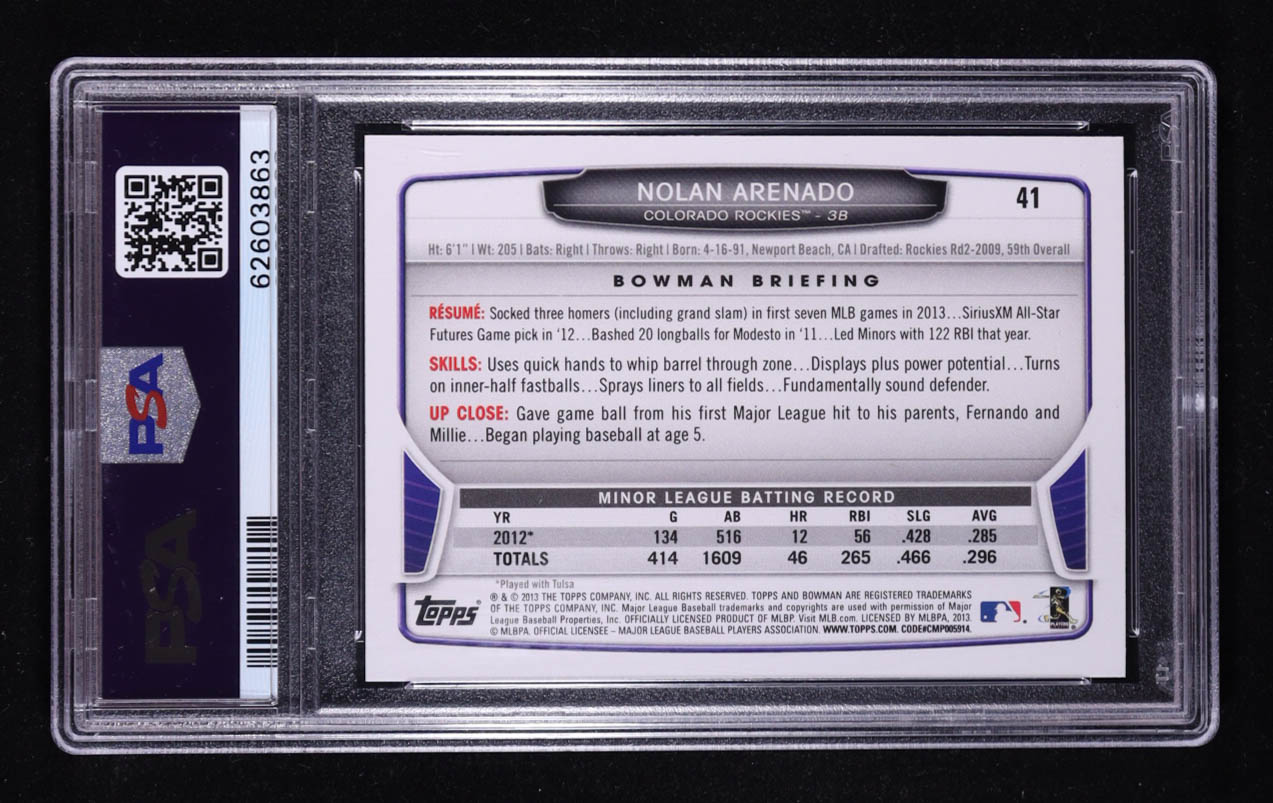 62603863
PSA
PSA
NOLAN ARENADO
COLORADO ROCKIES™ - 3B
41
Ht: 6'1" | Wt: 205 | Bats: Right | Throws: Right | Born: 4-16-91, Newport Beach, CA | Drafted: Rockies Rd2-2009, 59th Overall
BOWMAN BRIEFING
RÉSUMÉ: Socked three homers (including grand slam) in first seven MLB games in 2013...SiriusXM All-Star
Futures Game pick in '12...Bashed 20 longballs for Modesto in '11...Led Minors with 122 RBI that year.
SKILLS: Uses quick hands to whip barrel through zone...Displays plus power potential...Turns
on inner-half fastballs...Sprays liners to all fields...Fundamentally sound defender.
UP CLOSE: Gave game ball from his first Major League hit to his parents, Fernando and
Millie...Began playing baseball at age 5.
MINOR LEAGUE BATTING RECORD
YR G AB HR RBI SLG AVG
2012* 134 516 12 56 .428 .285
TOTALS 414 1609 46 265 .466 .296
*Played with Tulsa
Topps
® & © 2013 THE TOPPS COMPANY, INC. ALL RIGHTS RESERVED. TOPPS AND BOWMAN ARE REGISTERED TRADEMARKS
OF THE TOPPS COMPANY, INC. Major League Baseball trademarks and copyrights are used with permission of Major
League Baseball Properties, Inc. OFFICIALLY LICENSED PRODUCT OF MLBP. Visit MLB.com. LICENSED BY MLBPA, 2013.
© MLBPA. OFFICIAL LICENSEE – MAJOR LEAGUE BASEBALL PLAYERS ASSOCIATION. WWW.TOPPS.COM. CODE#CMP005914.